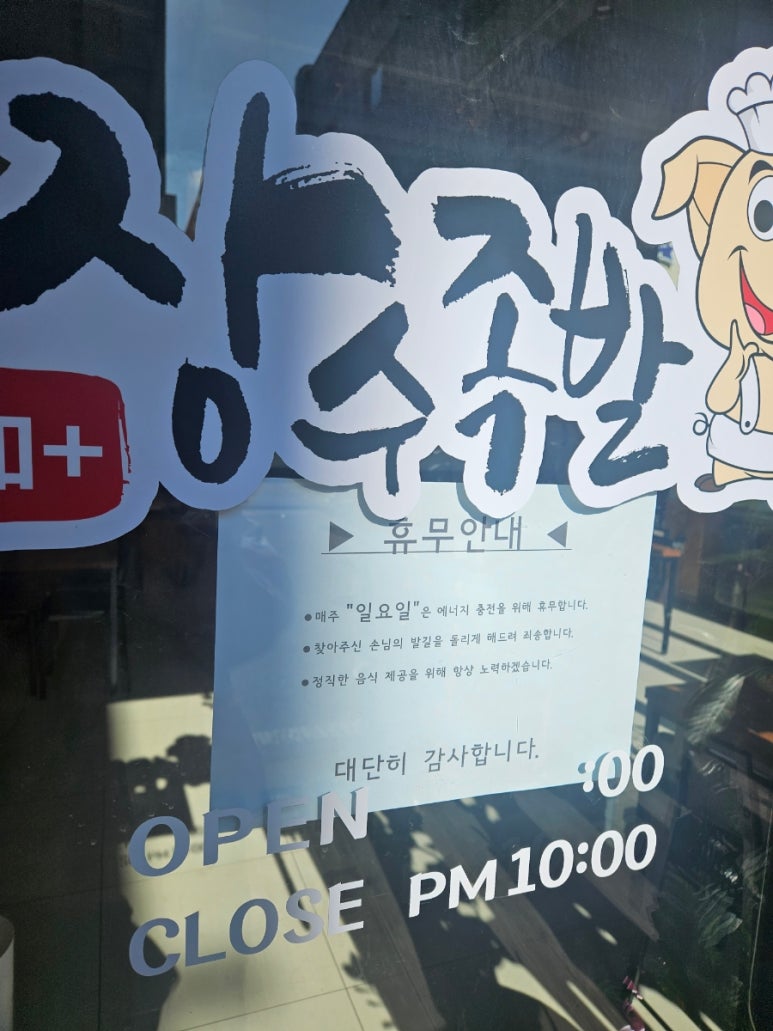 장수족발
▶ 휴무안내 ◀
● 매주 "일요일"은 에너지 충전을 위해 휴무합니다.
● 찾아주신 손님의 발길을 돌리게 해드려 죄송합니다.
● 정직한 음식 제공을 위해 항상 노력하겠습니다.
대단히 감사합니다.
OPEN :00
CLOSE PM 10:00